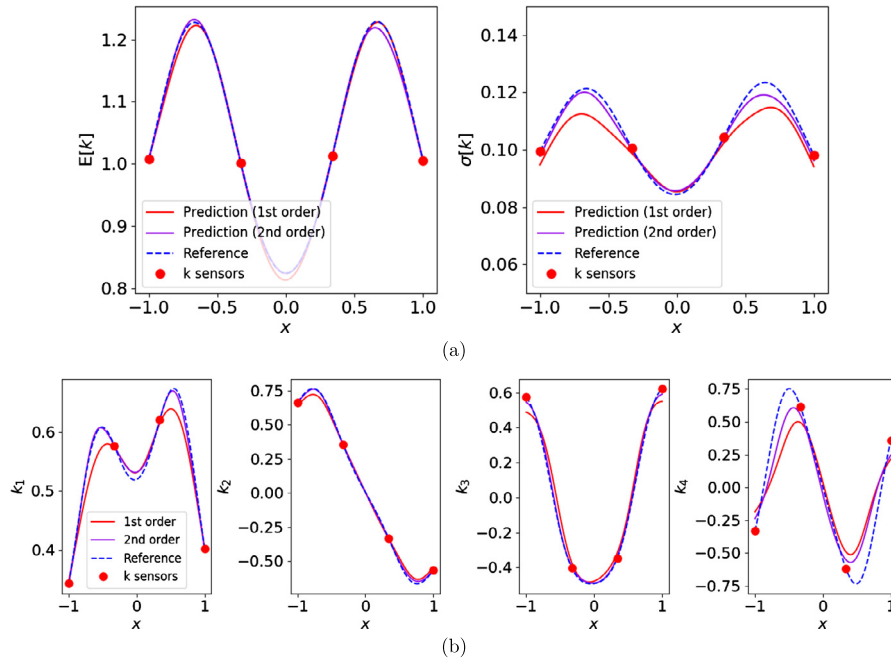 E[k]
1.2
1.1
1.0
0.9
0.8
Prediction (1st order)
Prediction (2nd order)
Reference
k sensors
−1.0 −0.5 0.0 0.5 1.0
x
σ[k]
0.14
0.12
0.10
0.08
0.06
Prediction (1st order)
Prediction (2nd order)
Reference
k sensors
−1.0 −0.5 0.0 0.5 1.0
x
(a)
k1
0.6
0.5
0.4
1st order
2nd order
Reference
k sensors
−1 0 1
x
k2
0.75
0.50
0.25
0.00
−0.25
−0.50
−1 0 1
x
k3
0.6
0.4
0.2
0.0
−0.2
−0.4
−1 0 1
x
k4
0.75
0.50
0.25
0.00
−0.25
−0.50
−0.75
−1 0 1
x
(b)